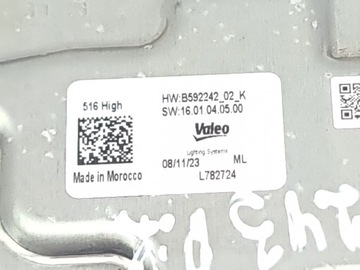 516 High
HW:B592242_02_K
SW:16.01 04.05.00
Valeo
Lighting Systems
08/11/23 ML
Made in Morocco L782724